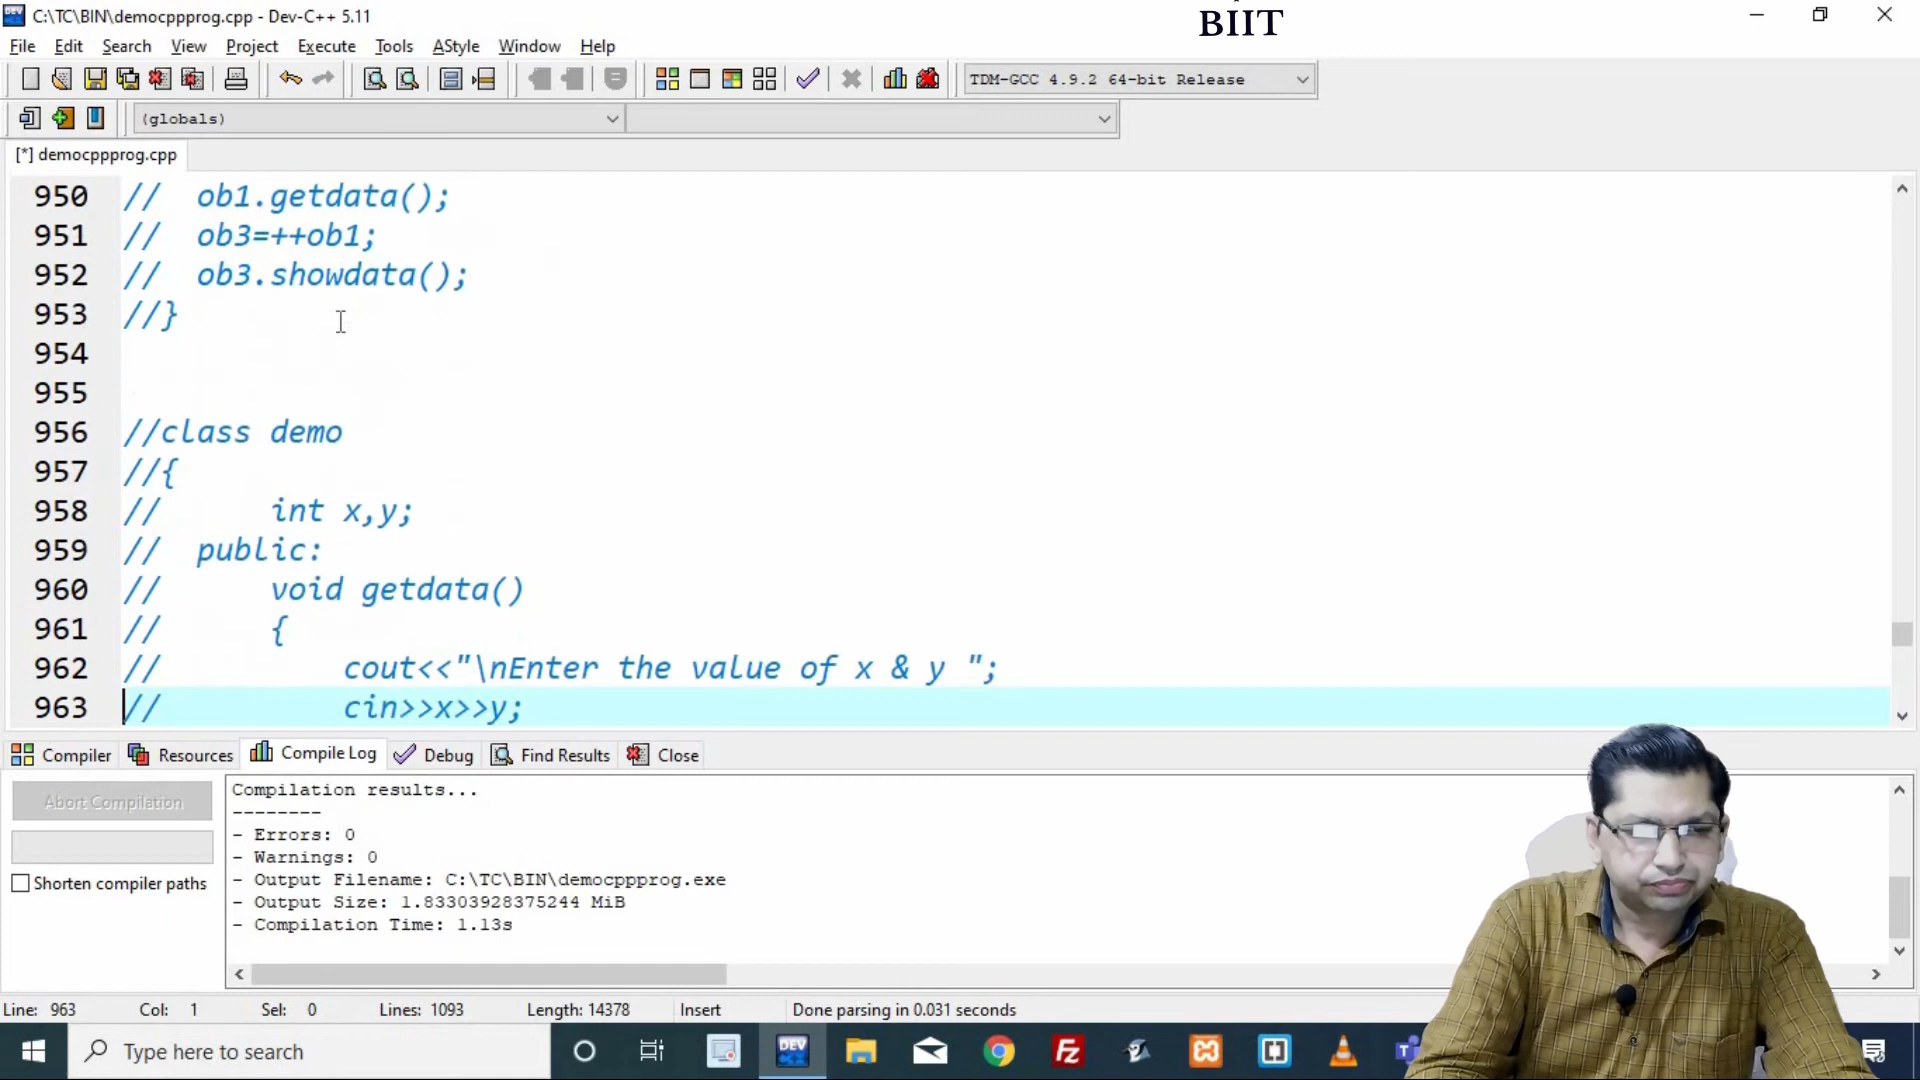 C:\TC\BIN\democppprog.cpp - Dev-C++ 5.11
BIIT
File Edit Search View Project Execute Tools AStyle Window Help
TDM-GCC 4.9.2 64-bit Release
(globals)
[*] democppprog.cpp
950 // ob1.getdata();
951 // ob3=++ob1;
952 // ob3.showdata();
953 //}
954
955
956 //class demo
957 //{
958 // int x,y;
959 // public:
960 // void getdata()
961 // {
962 // cout<<"\nEnter the value of x & y ";
963 // cin>>x>>y;
Compiler Resources Compile Log Debug Find Results Close
Abort Compilation
Shorten compiler paths
Compilation results...
--------
- Errors: 0
- Warnings: 0
- Output Filename: C:\TC\BIN\democppprog.exe
- Output Size: 1.83303928375244 MiB
- Compilation Time: 1.13s
Line: 963 Col: 1 Sel: 0 Lines: 1093 Length: 14378 Insert Done parsing in 0.031 seconds
Type here to search
DEV
Fz